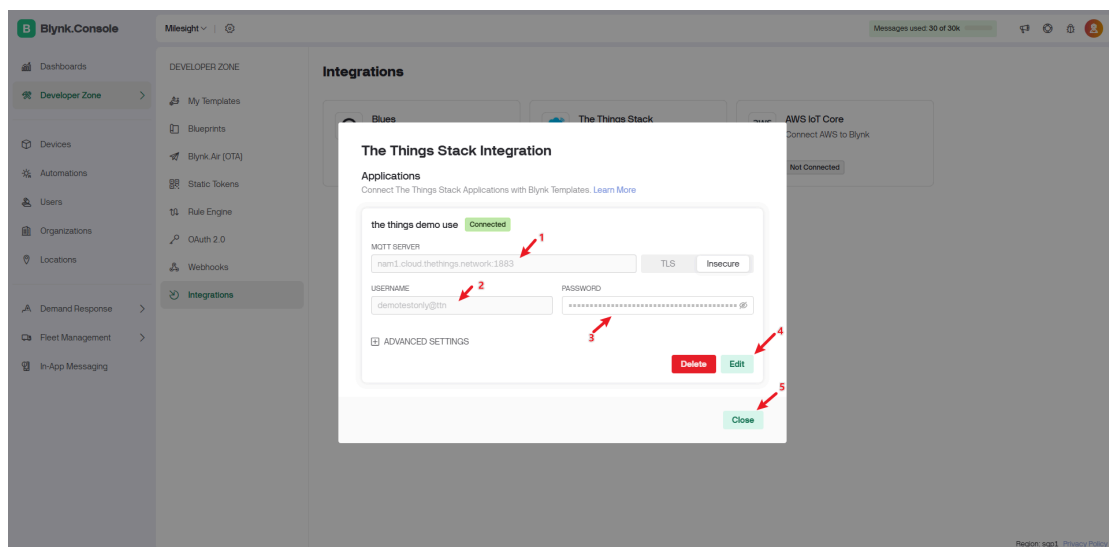 B Blynk.Console
Milesight
Messages used: 30 of 30k
Dashboards
Developer Zone
Devices
Automations
Users
Organizations
Locations
Demand Response
Fleet Management
In-App Messaging
DEVELOPER ZONE
My Templates
Blueprints
Blynk.Air (OTA)
Static Tokens
Rule Engine
OAuth 2.0
Webhooks
Integrations
Integrations
Blues
The Things Stack
AWS IoT Core
Connect AWS to Blynk
Not Connected
The Things Stack Integration
Applications
Connect The Things Stack Applications with Blynk Templates. Learn More
the things demo use Connected
1
MQTT SERVER
nam1.cloud.thethings.network:1883 TLS Insecure
USERNAME 2 PASSWORD
demotestonly@ttn
3
ADVANCED SETTINGS
4
Delete Edit
5
Close
Region: sgp1 Privacy Policy